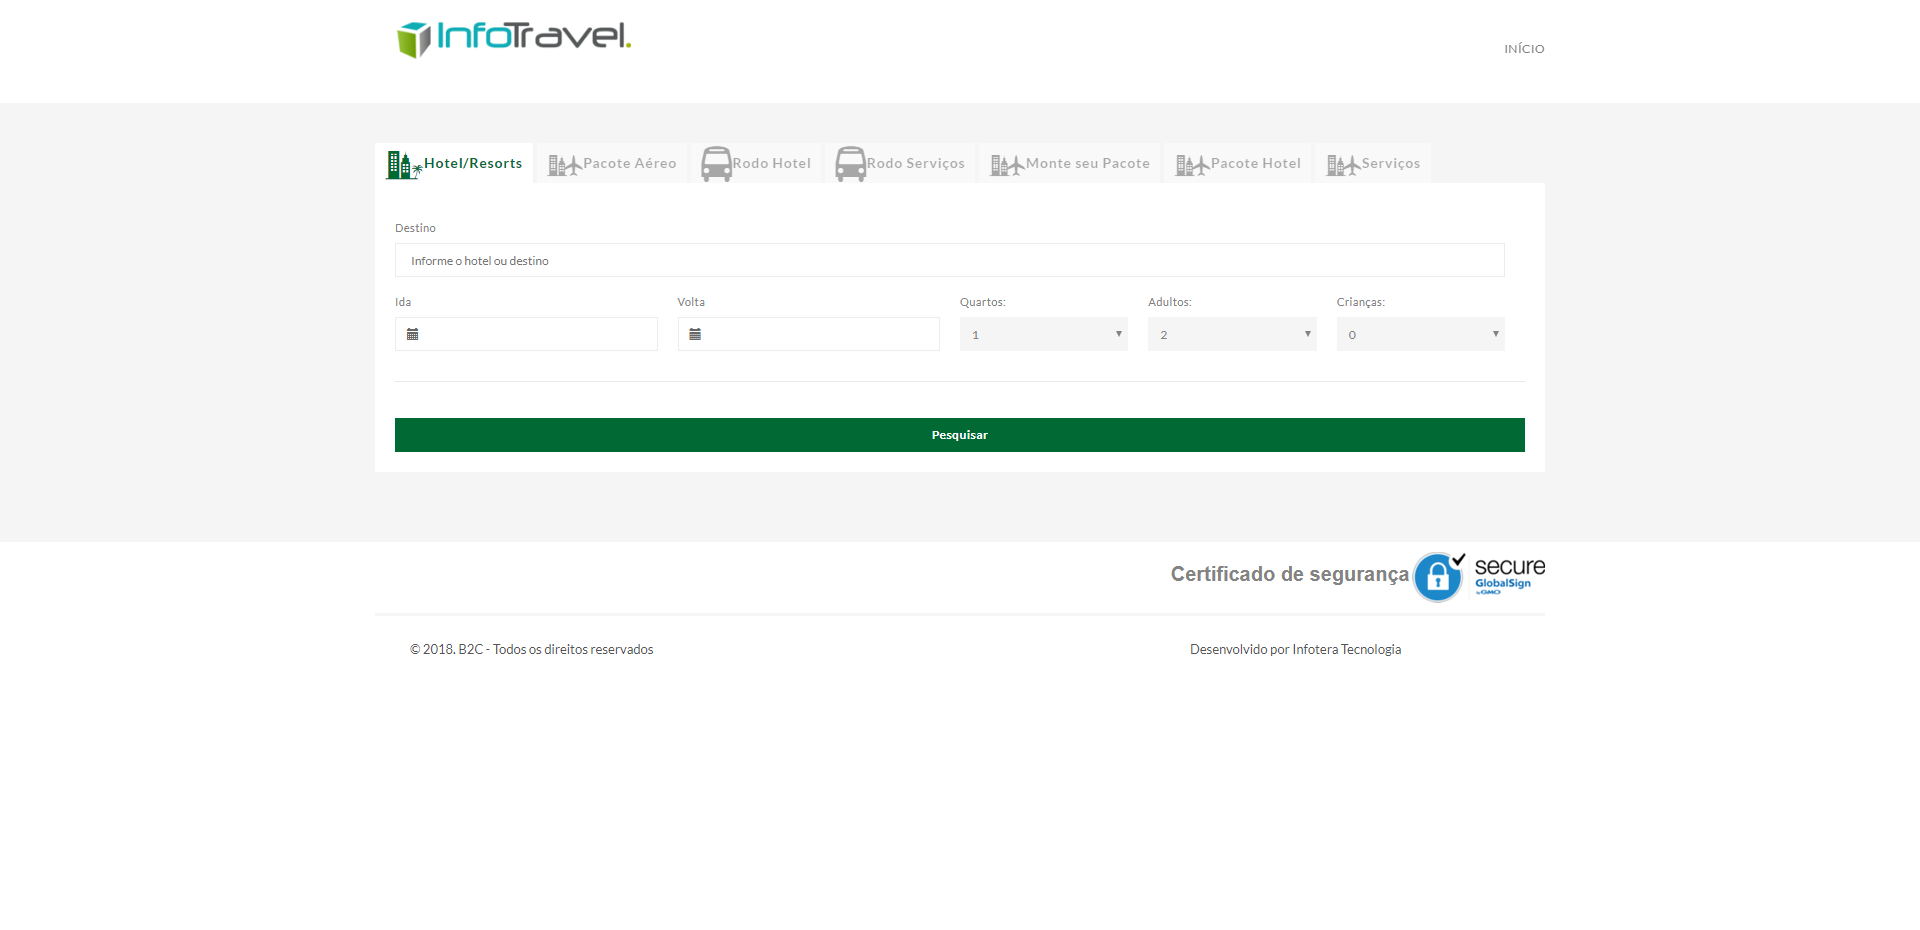 InfoTravel.
INÍCIO
Hotel/Resorts Pacote Aéreo Rodo Hotel Rodo Serviços Monte seu Pacote Pacote Hotel Serviços
Destino
Informe o hotel ou destino
Ida Volta Quartos: Adultos: Crianças:
1 2 0
Pesquisar
Certificado de segurança secure
GlobalSign
by GMO
© 2018. B2C - Todos os direitos reservados Desenvolvido por Infotera Tecnologia